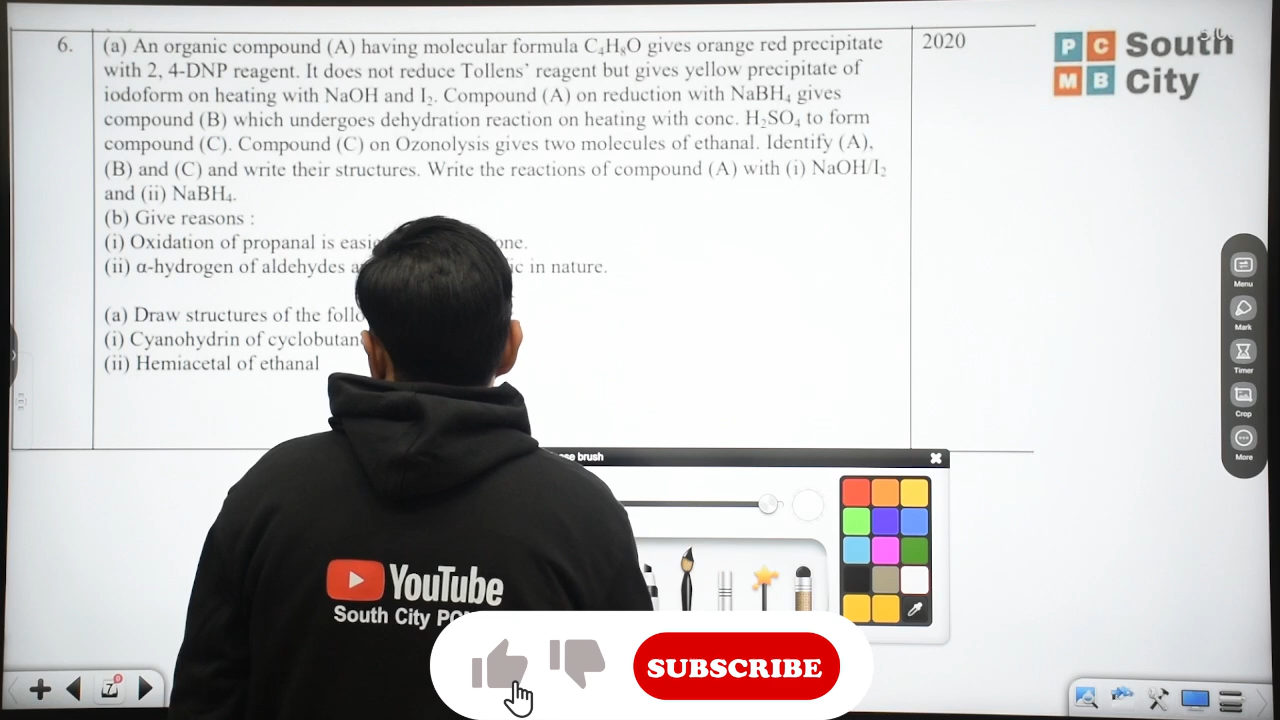 6.
(a) An organic compound (A) having molecular formula C₄H₈O gives orange red precipitate
with 2, 4-DNP reagent. It does not reduce Tollens’ reagent but gives yellow precipitate of
iodoform on heating with NaOH and I₂. Compound (A) on reduction with NaBH₄ gives
compound (B) which undergoes dehydration reaction on heating with conc. H₂SO₄ to form
compound (C). Compound (C) on Ozonolysis gives two molecules of ethanal. Identify (A),
(B) and (C) and write their structures. Write the reactions of compound (A) with (i) NaOH/I₂
and (ii) NaBH₄.
(b) Give reasons :
(i) Oxidation of propanal is
(ii) α-hydrogen of aldehydes in nature.
(a) Draw structures of the
(i) Cyanohydrin of
(ii) Hemiacetal of ethanal
2020
P C
M B
South
City
Menu
Mark
Timer
Crop
More
brush
7
YouTube
South City
SUBSCRIBE